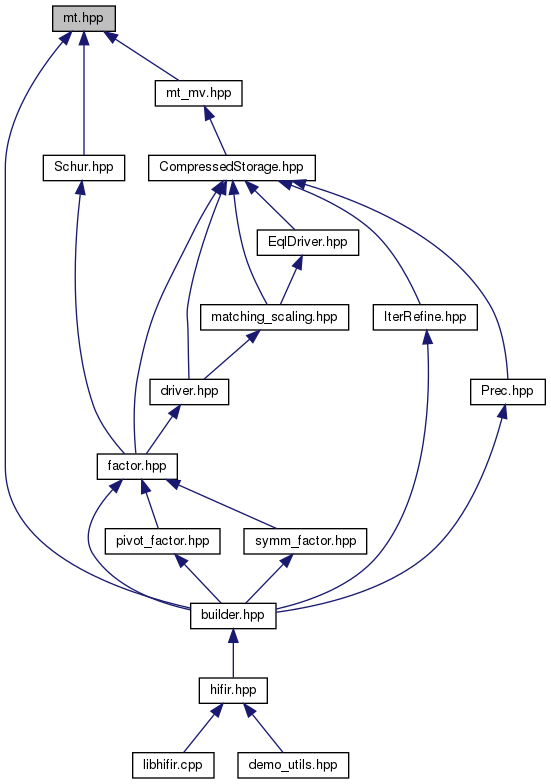 mt.hpp
mt_mv.hpp
Schur.hpp
CompressedStorage.hpp
EqlDriver.hpp
matching_scaling.hpp
IterRefine.hpp
driver.hpp
Prec.hpp
factor.hpp
pivot_factor.hpp
symm_factor.hpp
builder.hpp
hifir.hpp
libhifir.cpp
demo_utils.hpp